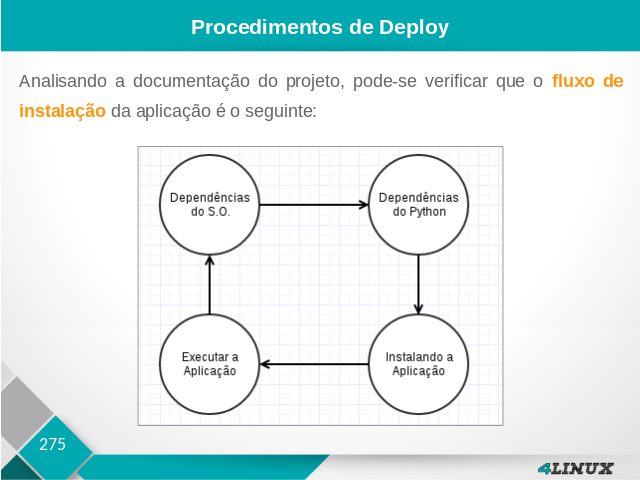 Procedimentos de Deploy
Analisando a documentação do projeto, pode-se verificar que o fluxo de
instalação da aplicação é o seguinte:
Dependências
do S.O.
Dependências
do Python
Executar a
Aplicação
Instalando a
Aplicação
275
4LINUX